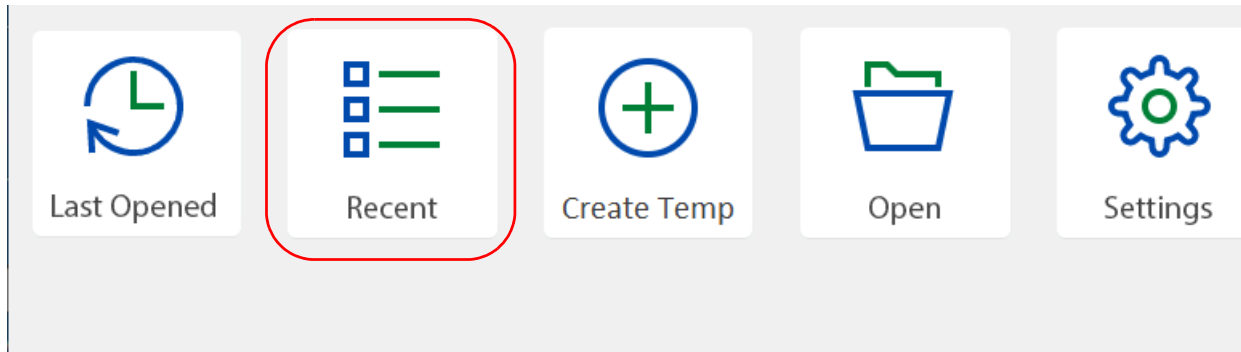 Last Opened
Recent
Create Temp
Open
Settings